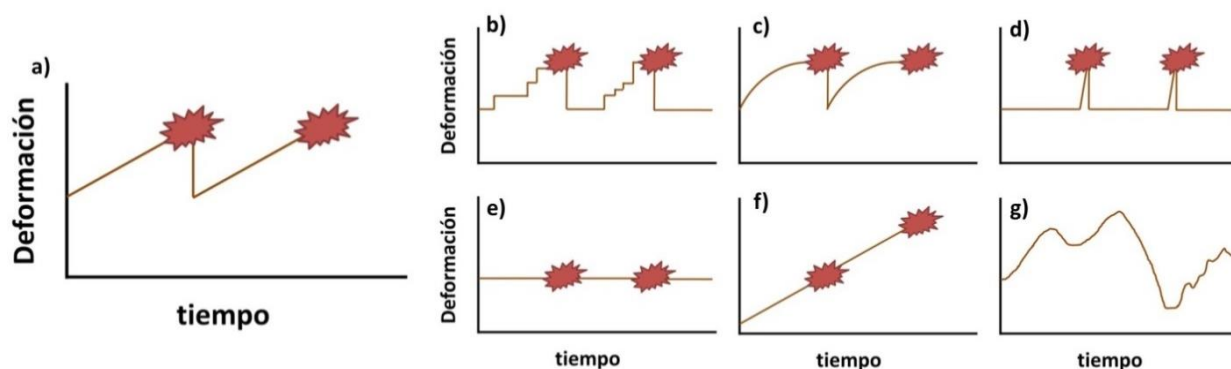 a)
Deformación
tiempo
b)
Deformación
c)
d)
e)
Deformación
tiempo
f)
tiempo
g)
tiempo